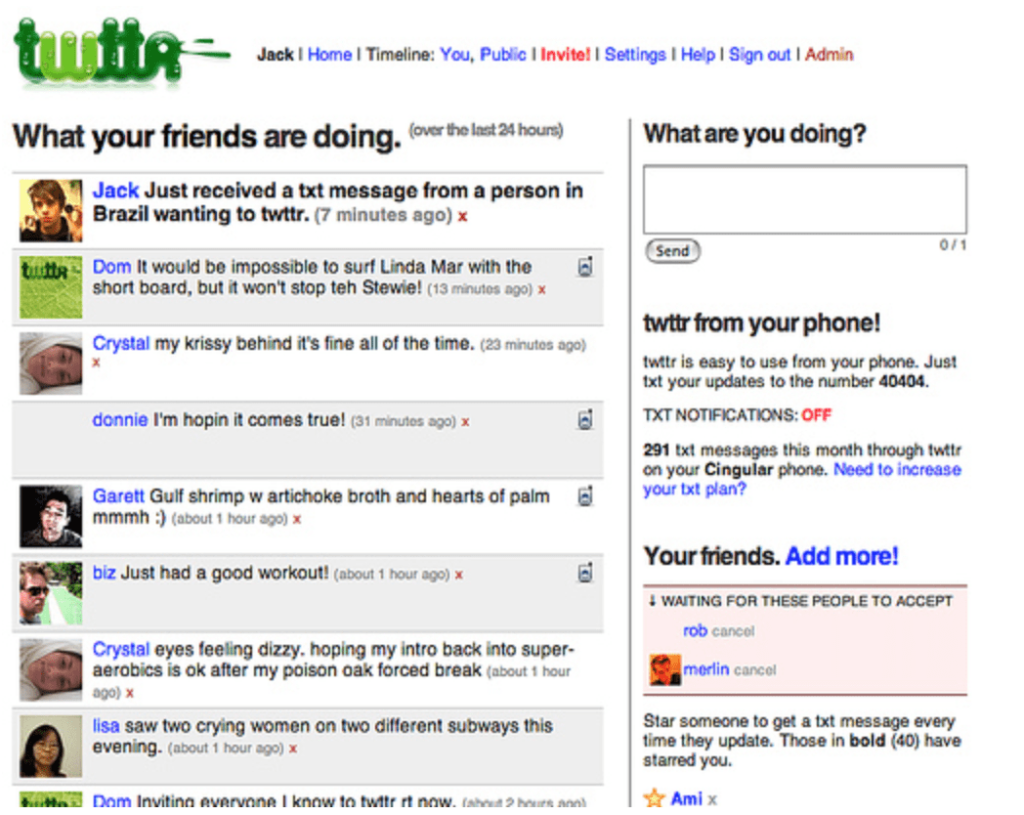 twttr
Jack | Home | Timeline: You, Public | Invite! | Settings | Help | Sign out | Admin
What your friends are doing. (over the last 24 hours)
Jack Just received a txt message from a person in
Brazil wanting to twttr. (7 minutes ago) x
twttr
Dom It would be impossible to surf Linda Mar with the
short board, but it won't stop teh Stewie! (13 minutes ago) x
Crystal my krissy behind it's fine all of the time. (23 minutes ago)
x
donnie I'm hopin it comes true! (31 minutes ago) x
Garett Gulf shrimp w artichoke broth and hearts of palm
mmmh :) (about 1 hour ago) x
biz Just had a good workout! (about 1 hour ago) x
Crystal eyes feeling dizzy. hoping my intro back into super-
aerobics is ok after my poison oak forced break (about 1 hour
ago) x
lisa saw two crying women on two different subways this
evening. (about 1 hour ago) x
twttr
Dom Inviting everyone I know to twttr rt now. (about 2 hours ago)
What are you doing?
Send
0 / 1
twttr from your phone!
twttr is easy to use from your phone. Just
txt your updates to the number 40404.
TXT NOTIFICATIONS: OFF
291 txt messages this month through twttr
on your Cingular phone. Need to increase
your txt plan?
Your friends. Add more!
↓ WAITING FOR THESE PEOPLE TO ACCEPT
rob cancel
merlin cancel
Star someone to get a txt message every
time they update. Those in bold (40) have
starred you.
Ami x